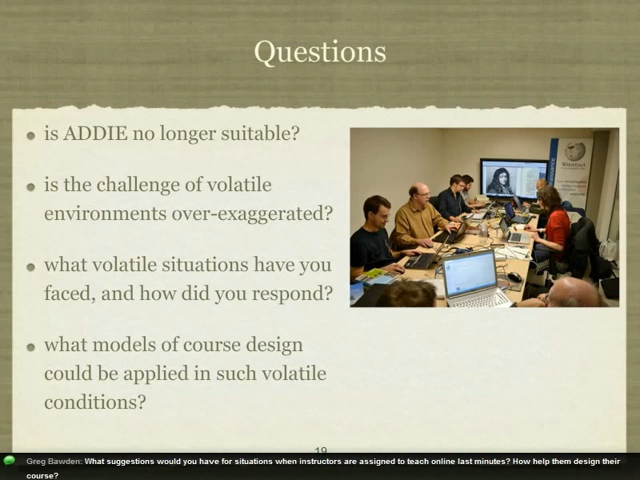 Questions
is ADDIE no longer suitable?
is the challenge of volatile
environments over-exaggerated?
what volatile situations have you
faced, and how did you respond?
what models of course design
could be applied in such volatile
conditions?
19
Greg Bawden: What suggestions would you have for situations when instructors are assigned to teach online last minutes? How help them design their
course?